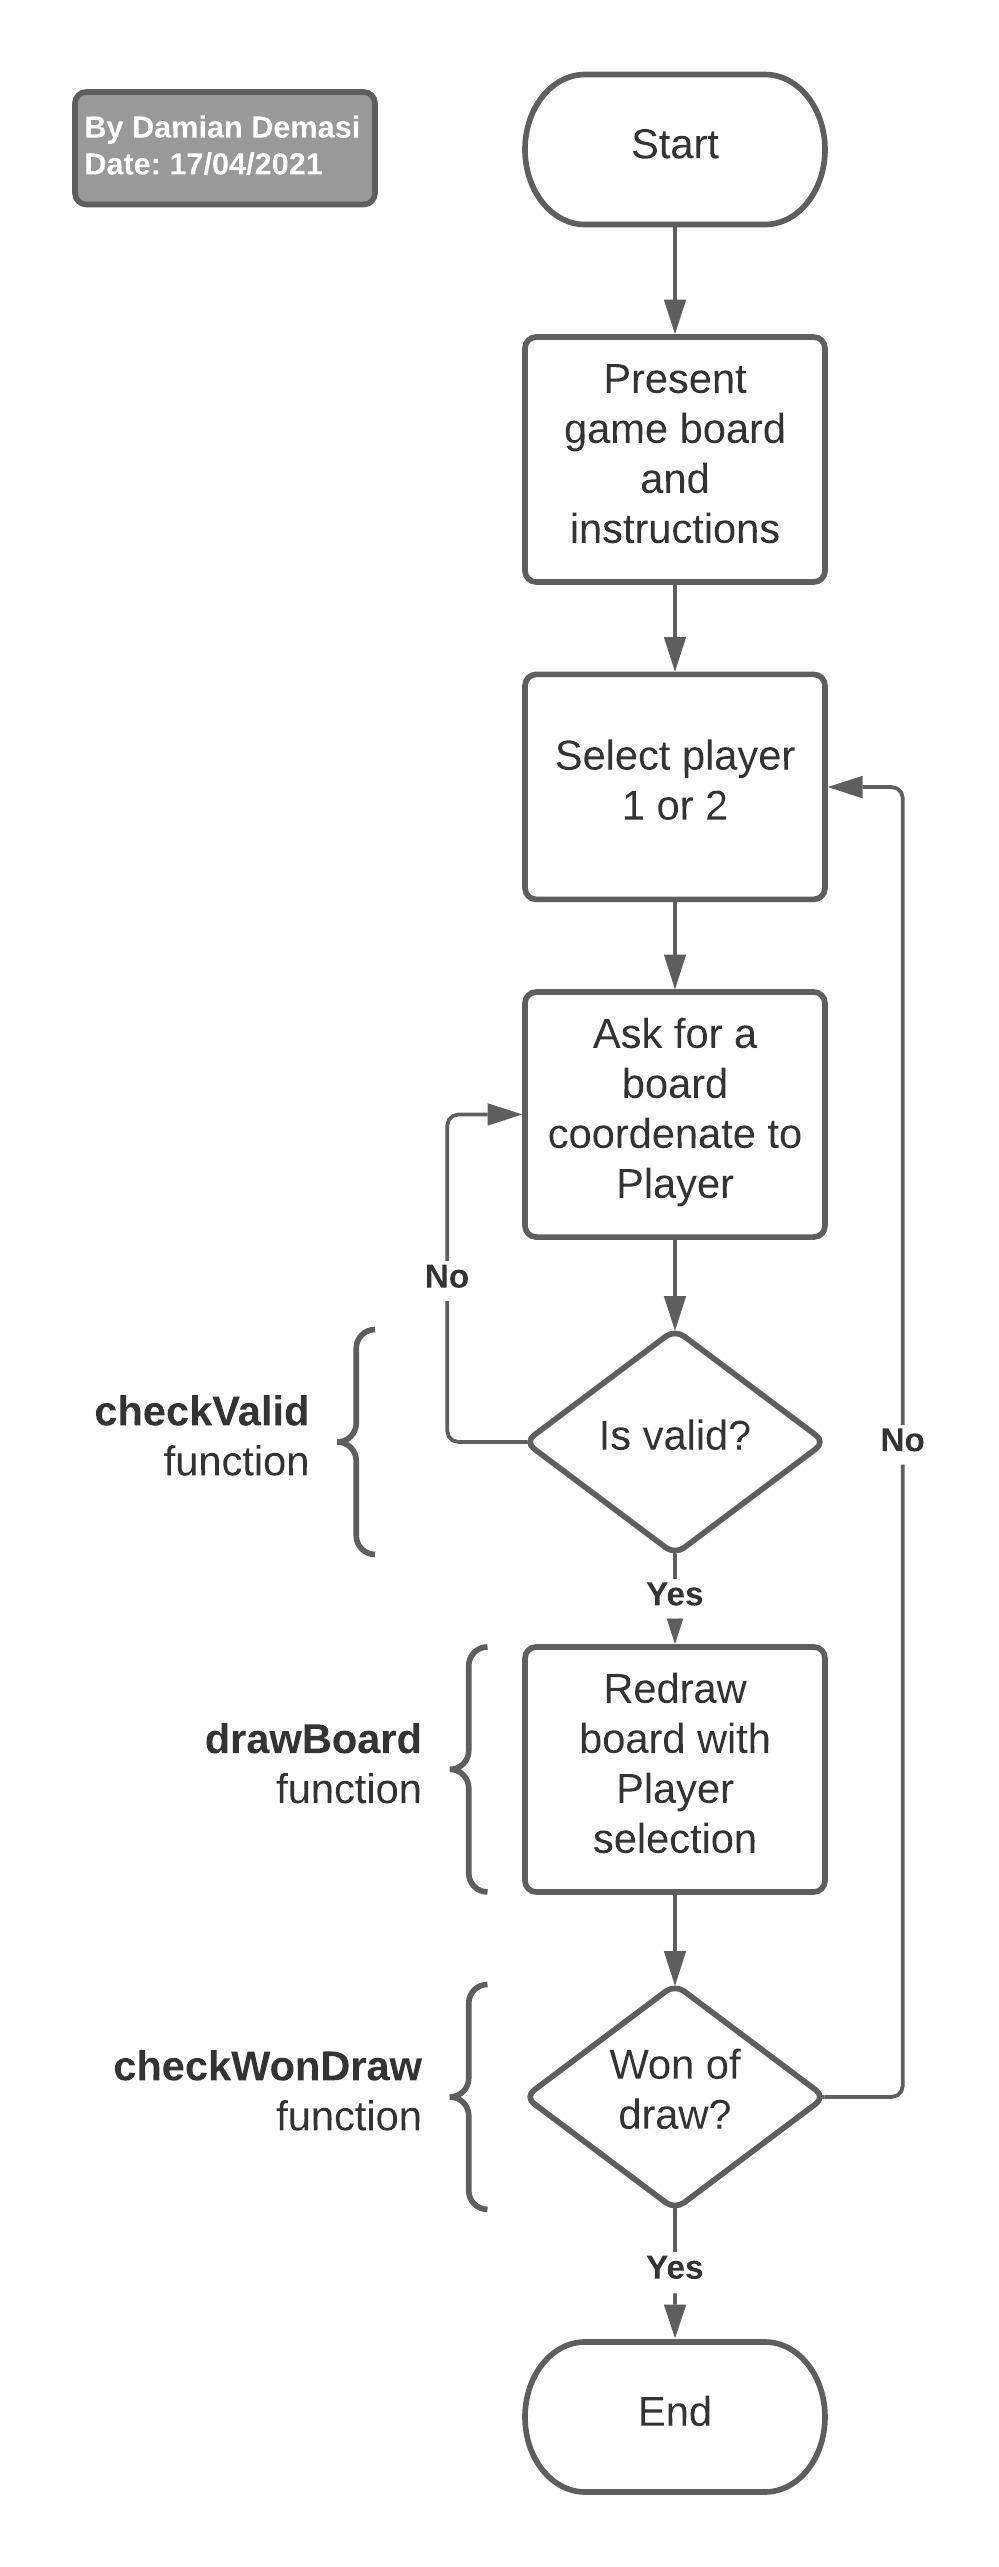 By Damian Demasi
Date: 17/04/2021
Start
Present
game board
and
instructions
Select player
1 or 2
Ask for a
board
coordenate to
Player
No
checkValid
function
Is valid?
No
Yes
drawBoard
function
Redraw
board with
Player
selection
checkWonDraw
function
Won of
draw?
Yes
End